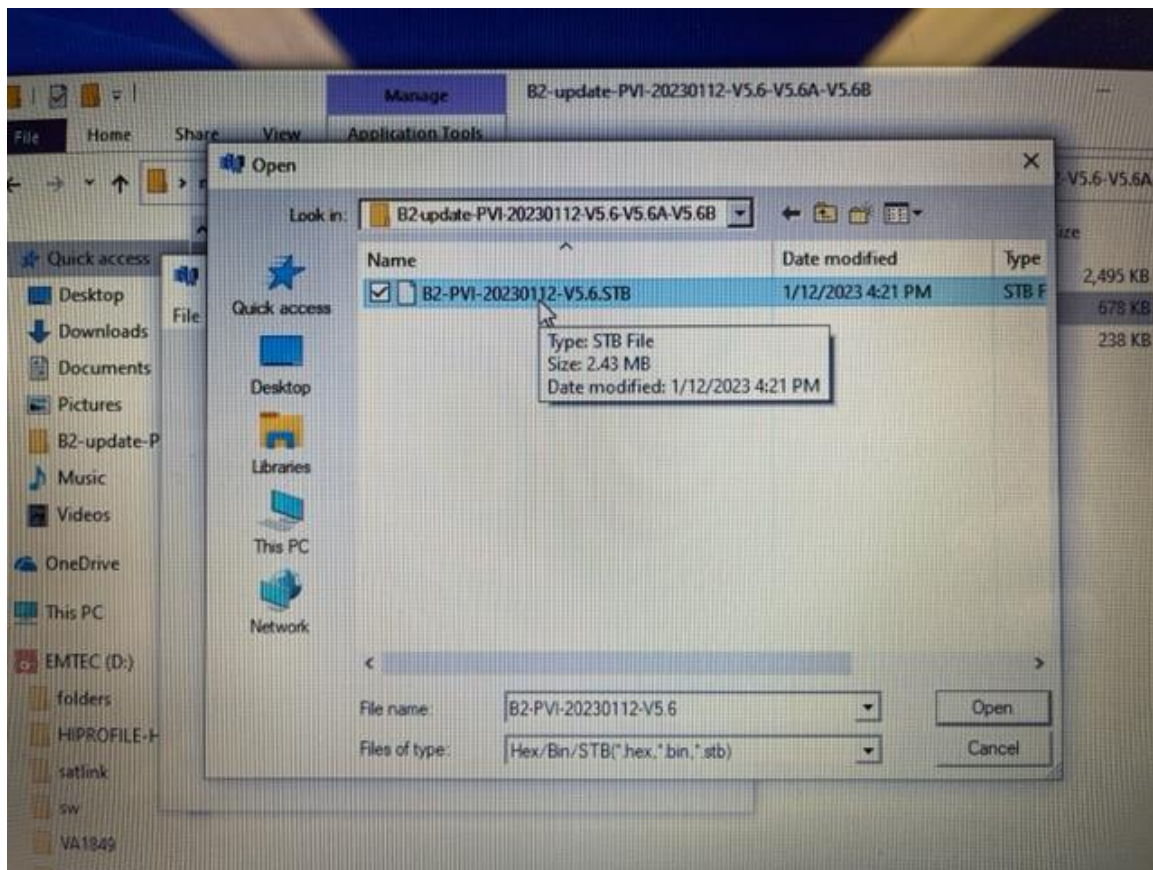 Manage
B2-update-PVI-20230112-V5.6-V5.6A-V5.6B
File
Home
Share
View
Application Tools
Open
-V5.6-V5.6A
Look in:
B2-update-PVI-20230112-V5.6-V5.6A-V5.6B
Name
Date modified
Type
B2-PVI-20230112-V5.6.STB
1/12/2023 4:21 PM
STB F
Type: STB File
Size: 2.43 MB
Date modified: 1/12/2023 4:21 PM
Quick access
Desktop
Libraries
This PC
Network
File name:
B2-PVI-20230112-V5.6
Open
Files of type:
Hex/Bin/STB(*.hex,*.bin,*.stb)
Cancel
Quick access
Desktop
Downloads
Documents
Pictures
B2-update-P
Music
Videos
OneDrive
This PC
EMTEC (D:)
folders
HIPROFILE-H
satlink
sw
VA1849
File
ize
2,495 KB
678 KB
238 KB